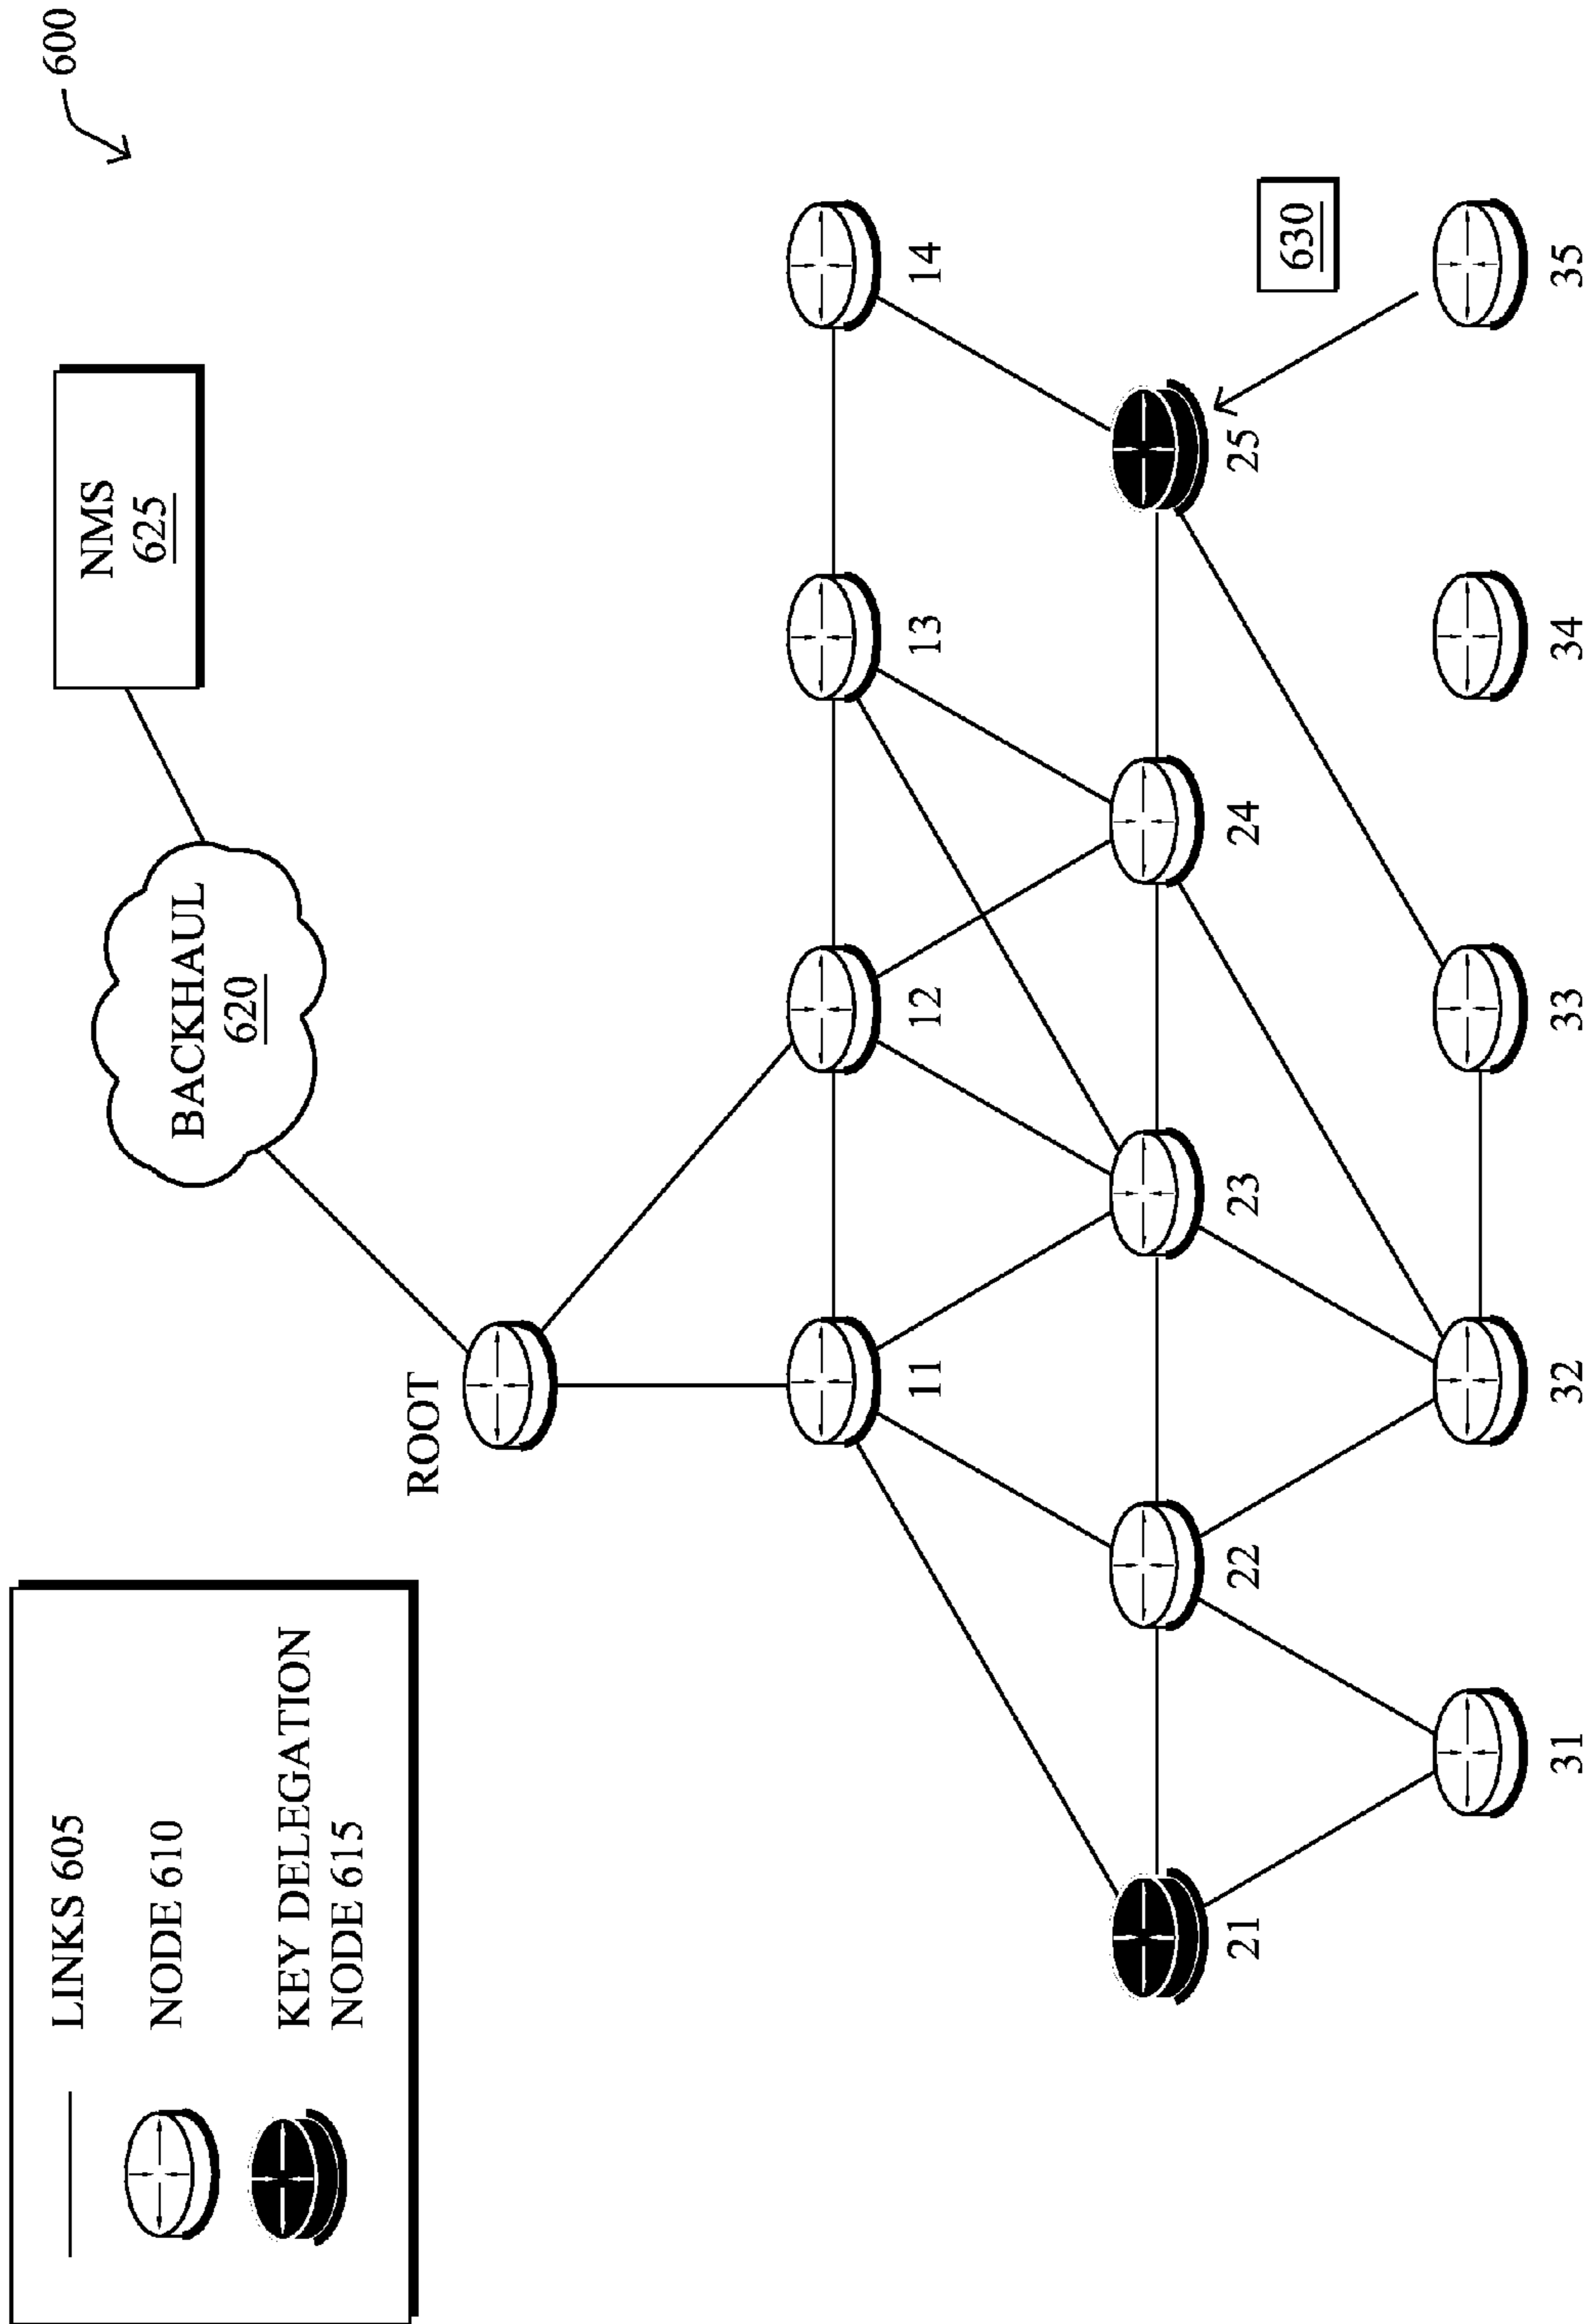 LINKS 605
NODE 610
KEY DELEGATION
NODE 615
BACKHAUL
620
NMS
625
600
ROOT
11
12
13
14
21
22
23
24
25
630
31
32
33
34
35